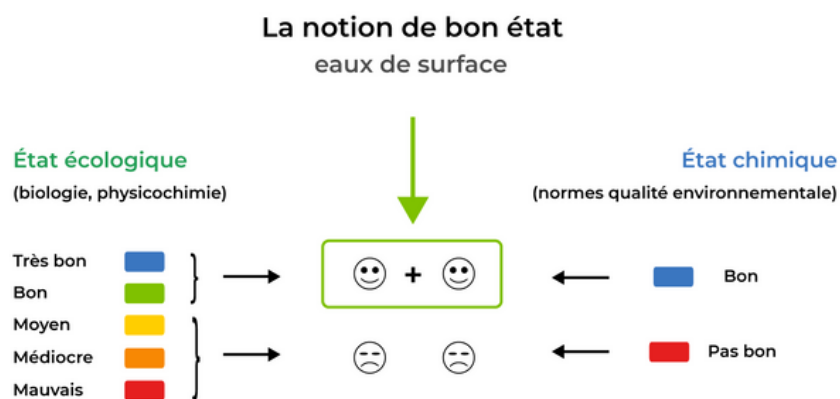 La notion de bon état
eaux de surface
État écologique
(biologie, physicochimie)
État chimique
(normes qualité environnementale)
Très bon
Bon
Moyen
Médiocre
Mauvais
+
Bon
Pas bon